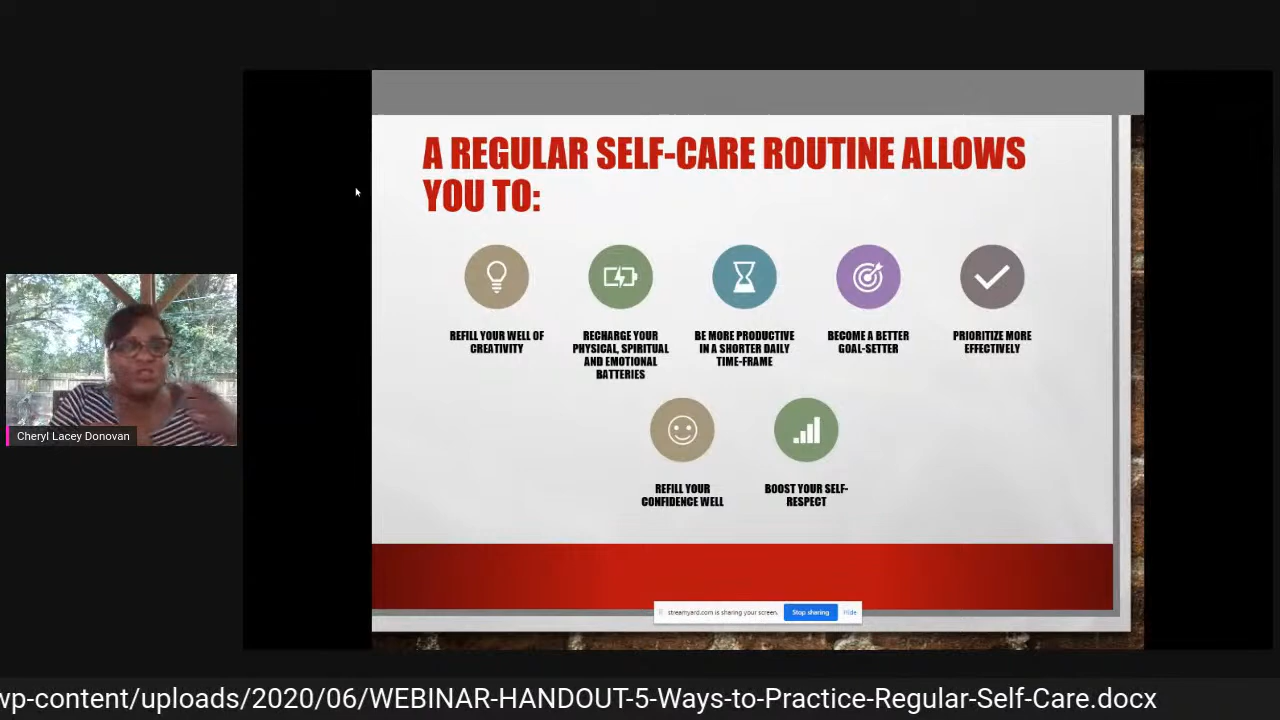 A REGULAR SELF-CARE ROUTINE ALLOWS
YOU TO:
REFILL YOUR WELL OF
CREATIVITY
RECHARGE YOUR
PHYSICAL, SPIRITUAL
AND EMOTIONAL
BATTERIES
BE MORE PRODUCTIVE
IN A SHORTER DAILY
TIME-FRAME
BECOME A BETTER
GOAL-SETTER
PRIORITIZE MORE
EFFECTIVELY
REFILL YOUR
CONFIDENCE WELL
BOOST YOUR SELF-
RESPECT
Cheryl Lacey Donovan
streamyard.com is sharing your screen.
Stop sharing
Hide
wp-content/uploads/2020/06/WEBINAR-HANDOUT-5-Ways-to-Practice-Regular-Self-Care.docx